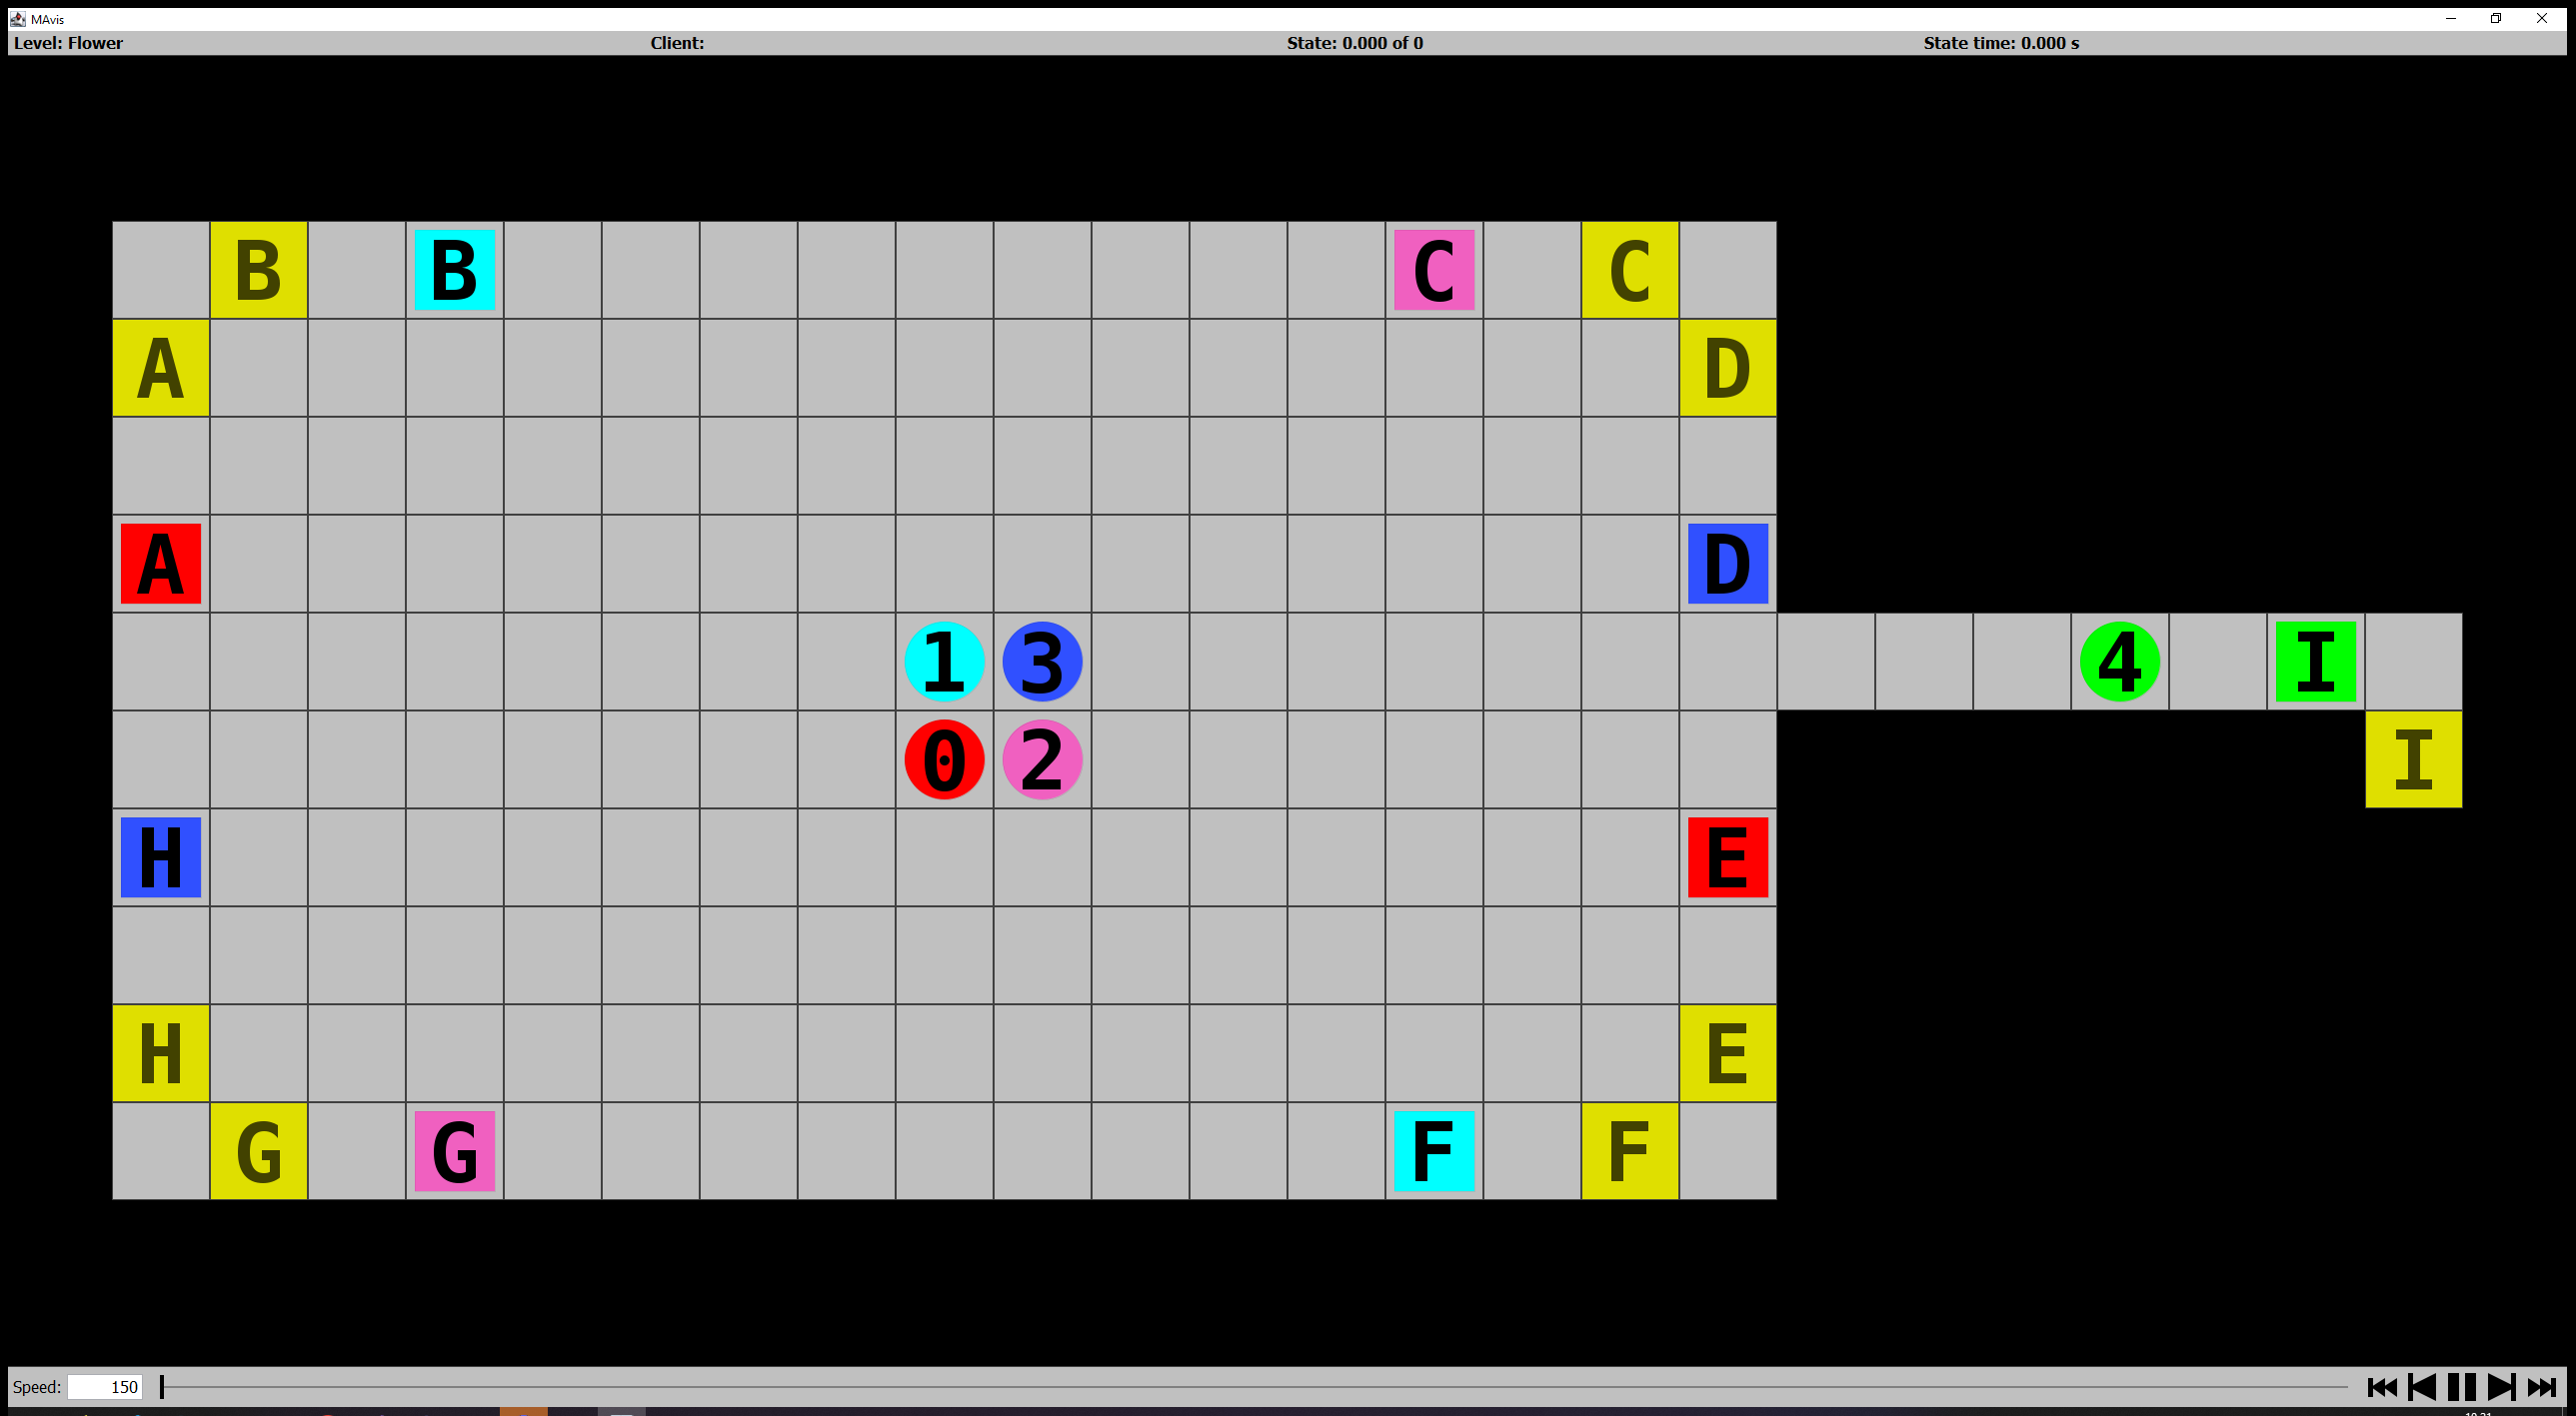 MAvis
Level: Flower Client: State: 0.000 of 0 State time: 0.000 s
B B C C
A D
A D
1 3 4 I
0 2 I
H E
H E
G G F F
Speed: 150